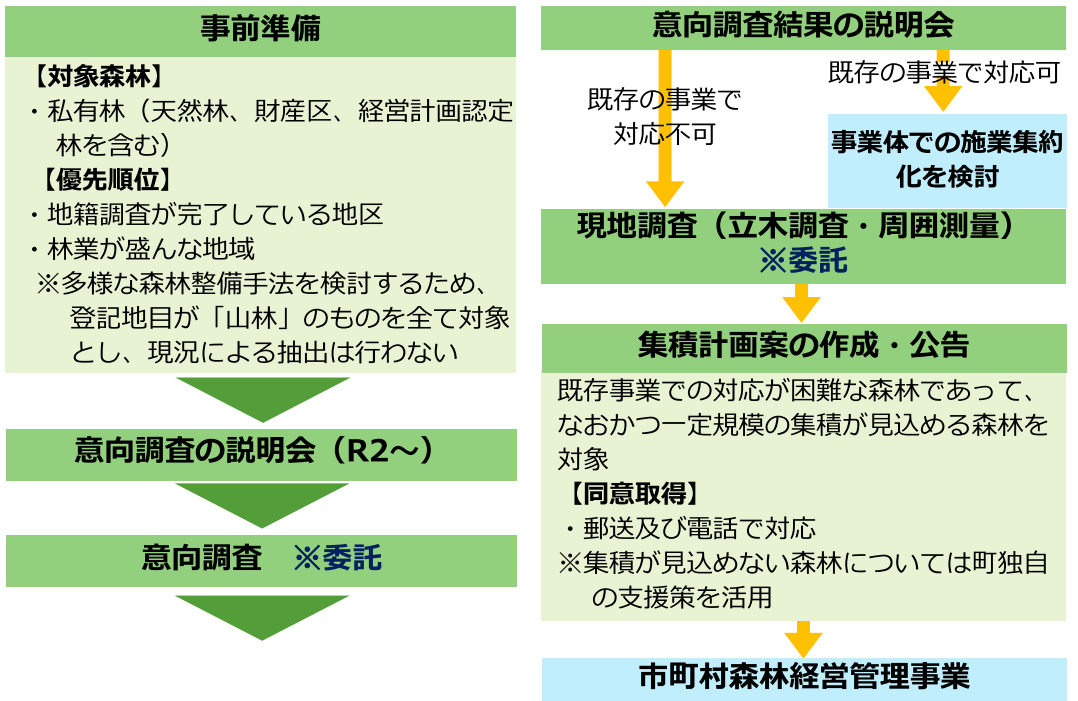 事前準備
【対象森林】
・私有林（天然林、財産区、経営計画認定
林を含む）
【優先順位】
・地籍調査が完了している地区
・林業が盛んな地域
※多様な森林整備手法を検討するため、
登記地目が「山林」のものを全て対象
とし、現況による抽出は行わない
意向調査の説明会（R2～）
意向調査　※委託
意向調査結果の説明会
既存の事業で
対応不可
既存の事業で対応可
事業体での施業集約
化を検討
現地調査（立木調査・周囲測量）
※委託
集積計画案の作成・公告
既存事業での対応が困難な森林であって、
なおかつ一定規模の集積が見込める森林を
対象
【同意取得】
・郵送及び電話で対応
※集積が見込めない森林については町独自
の支援策を活用
市町村森林経営管理事業